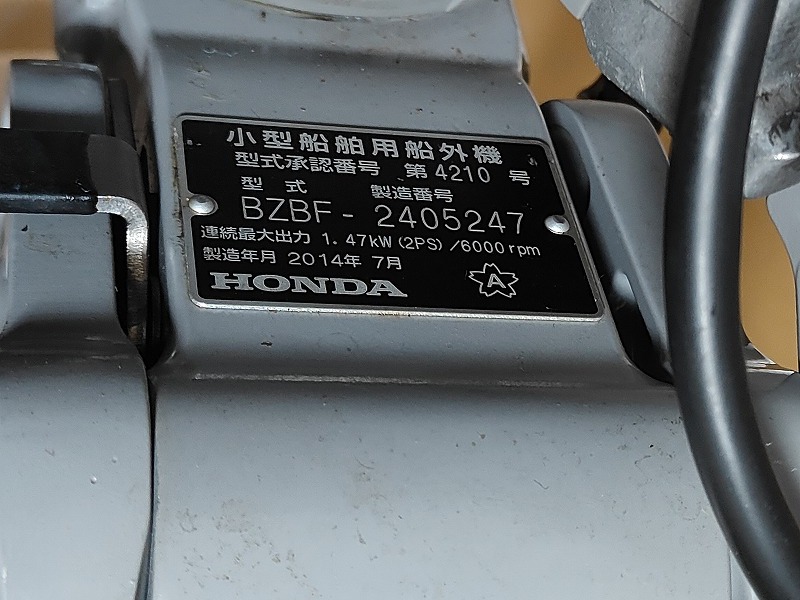 小型船舶用船外機
型式承認番号 第4210号
型式 製造番号
BZBF-2405247
連続最大出力 1.47kW(2PS)/6000rpm
製造年月 2014年 7月
HONDA A